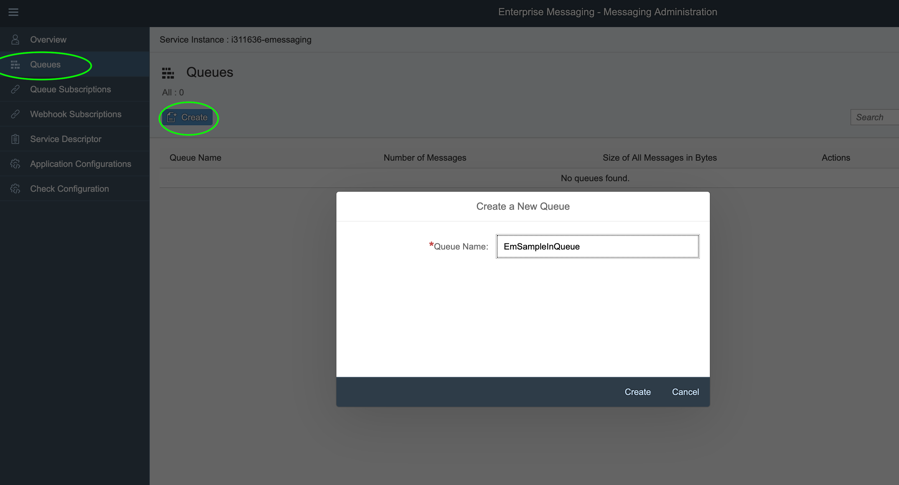 Enterprise Messaging - Messaging Administration
Overview
Queues
Queue Subscriptions
Webhook Subscriptions
Service Descriptor
Application Configurations
Check Configuration
Service Instance : i311636-emessaging
Queues
All : 0
Create
Search
Queue Name Number of Messages Size of All Messages in Bytes Actions
No queues found.
Create a New Queue
*Queue Name: EmSampleInQueue
Create Cancel